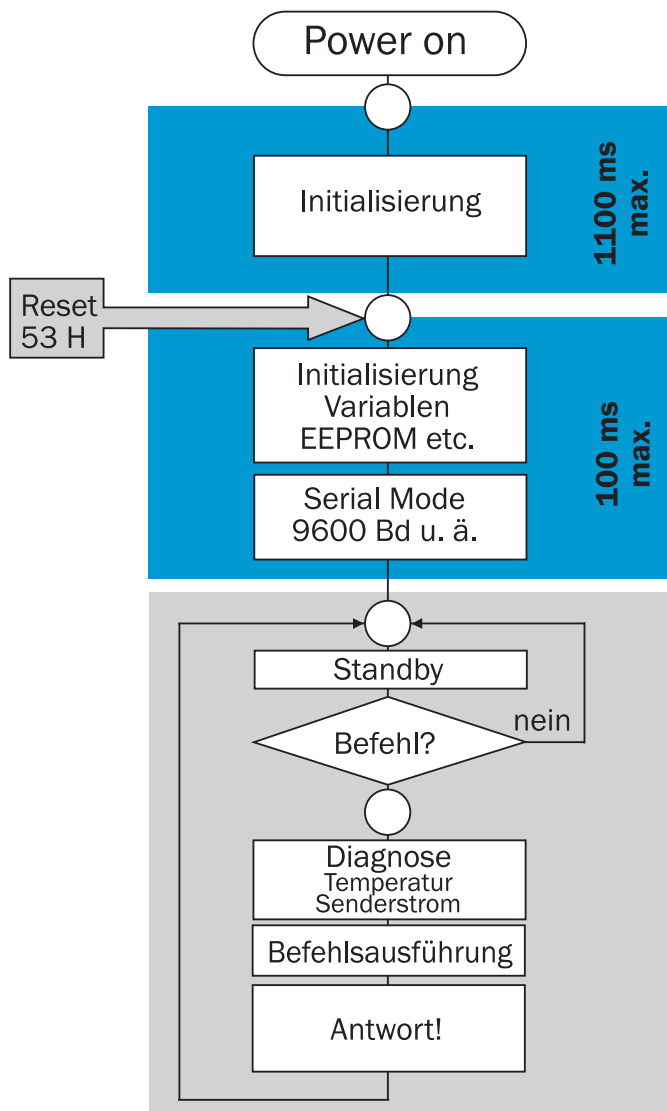 Power on
Initialisierung
1100 ms
max.
Reset
53 H
Initialisierung
Variablen
EEPROM etc.
Serial Mode
9600 Bd u. ä.
100 ms
max.
Standby
Befehl?
nein
Diagnose
Temperatur
Senderstrom
Befehlsausführung
Antwort!